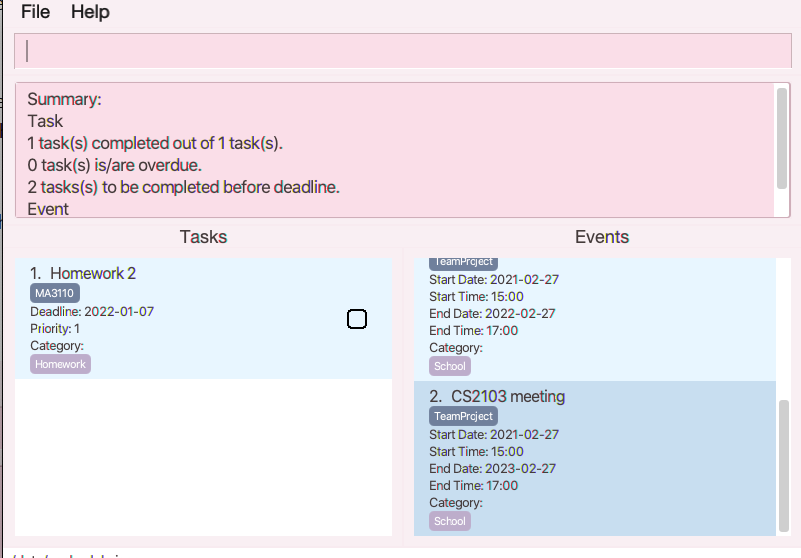 File Help
Summary:
Task
1 task(s) completed out of 1 task(s).
0 task(s) is/are overdue.
2 tasks(s) to be completed before deadline.
Event
Tasks
Events
1. Homework 2
MA3110
Deadline: 2022-01-07
Priority: 1
Category:
Homework
TeamProject
Start Date: 2021-02-27
Start Time: 15:00
End Date: 2022-02-27
End Time: 17:00
Category:
School
2. CS2103 meeting
TeamProject
Start Date: 2021-02-27
Start Time: 15:00
End Date: 2023-02-27
End Time: 17:00
Category:
School